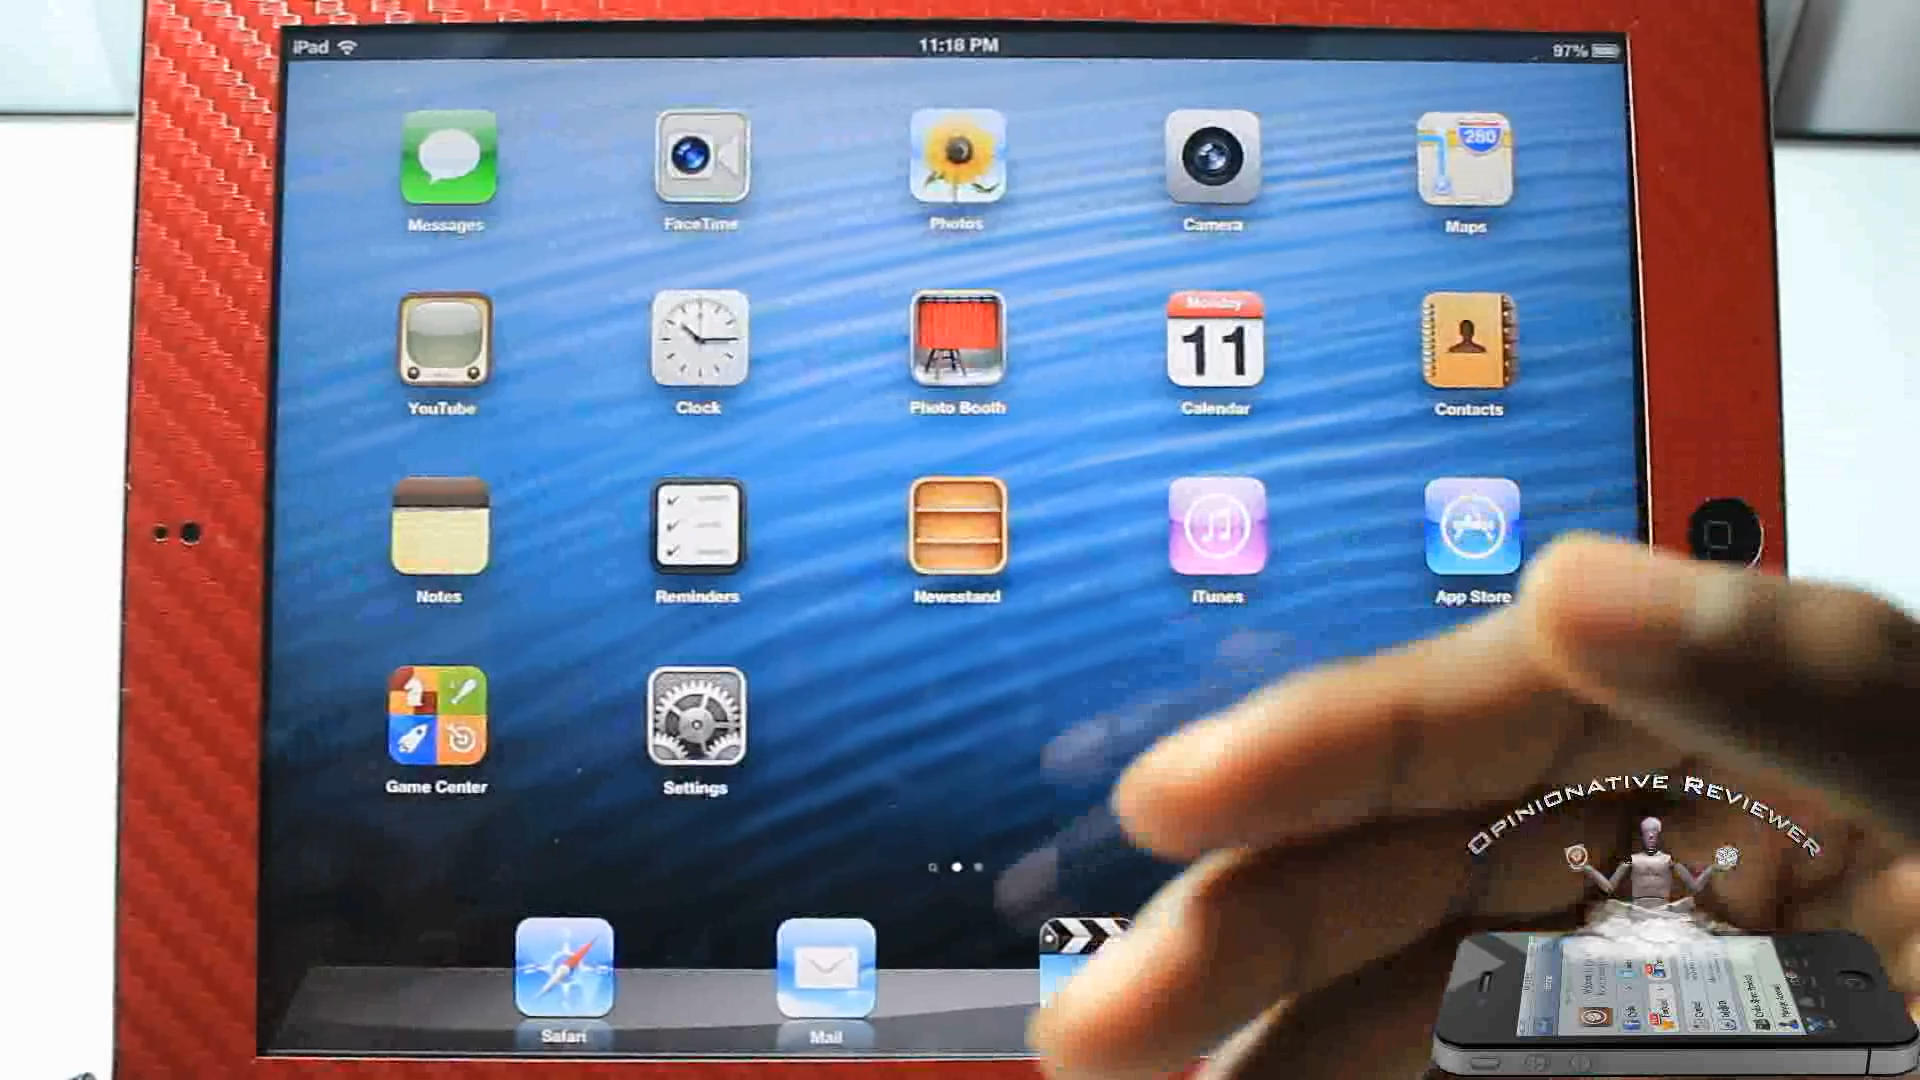 iPad
11:18 PM
97%
Messages
FaceTime
Photos
Camera
280
Maps
Monday
11
YouTube
Clock
Photo Booth
Calendar
Contacts
Notes
Reminders
Newsstand
iTunes
App Store
Game Center
Settings
Opinionative Reviewer
Safari
Mail